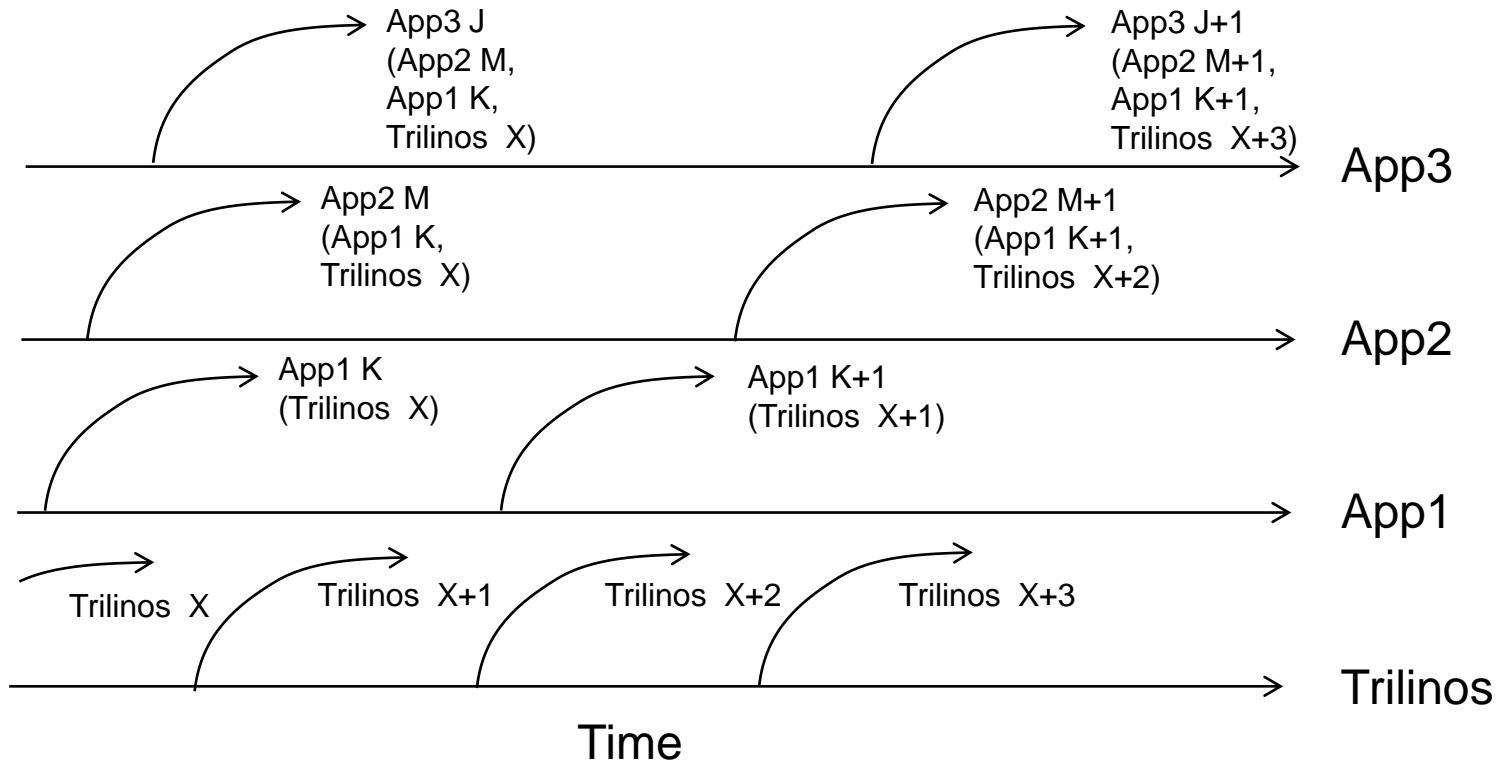 App3 J
(App2 M,
App1 K,
Trilinos X)
App3 J+1
(App2 M+1,
App1 K+1,
Trilinos X+3)
App3
App2 M
(App1 K,
Trilinos X)
App2 M+1
(App1 K+1,
Trilinos X+2)
App2
App1 K
(Trilinos X)
App1 K+1
(Trilinos X+1)
App1
Trilinos X
Trilinos X+1
Trilinos X+2
Trilinos X+3
Trilinos
Time